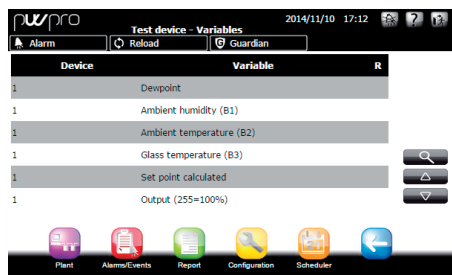 pwpro
Test device - Variables
2014/11/10 17:12
?
Alarm
Reload
Guardian
Device Variable R
1 Dewpoint
1 Ambient humidity (B1)
1 Ambient temperature (B2)
1 Glass temperature (B3)
1 Set point calculated
1 Output (255=100%)
Plant
Alarms/Events
Report
Configuration
Scheduler